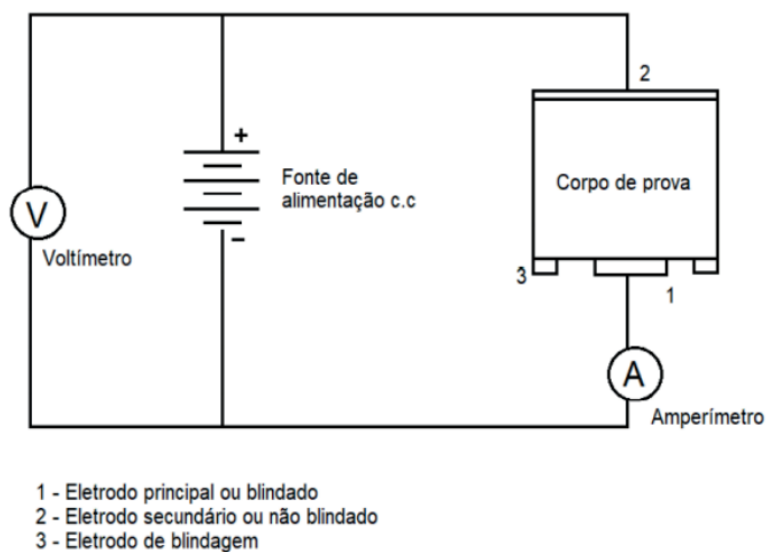 2
+
Fonte de
alimentação c.c
Corpo de prova
V
-
Voltímetro
3
1
A
Amperímetro
1 - Eletrodo principal ou blindado
2 - Eletrodo secundário ou não blindado
3 - Eletrodo de blindagem